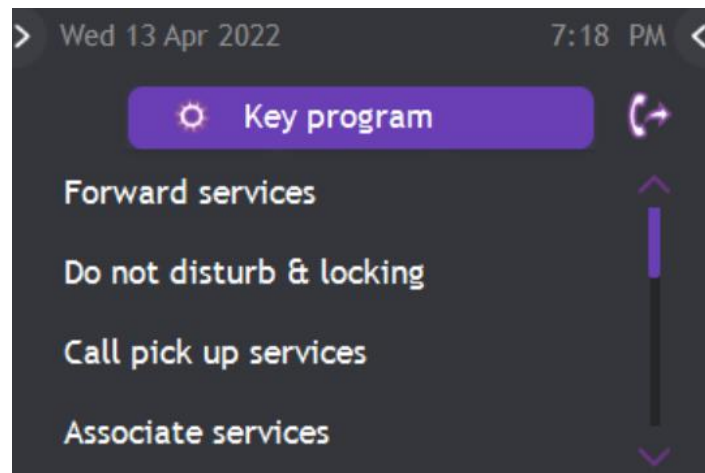 Wed 13 Apr 2022 7:18 PM
Key program
Forward services
Do not disturb & locking
Call pick up services
Associate services